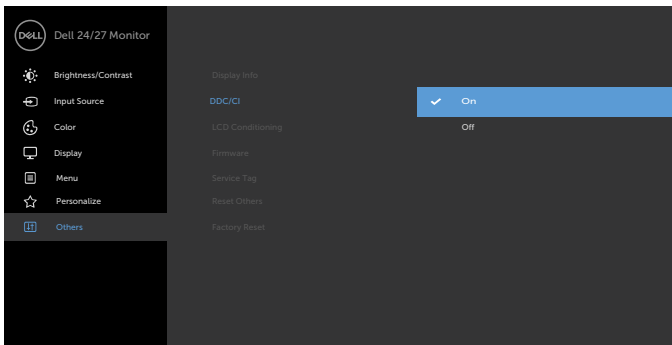 DELL Dell 24/27 Monitor
Brightness/Contrast
Input Source
Color
Display
Menu
Personalize
Others
Display Info
DDC/CI
LCD Conditioning
Firmware
Service Tag
Reset Others
Factory Reset
On
Off